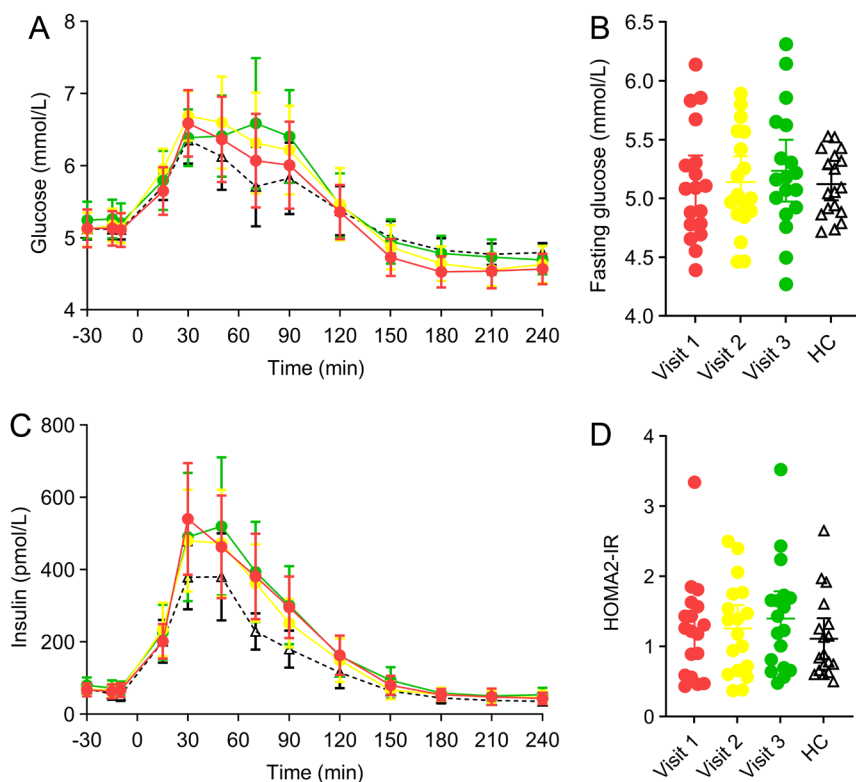 A
Glucose (mmol/L)
8
7
6
5
4
-30 0 30 60 90 120 150 180 210 240
Time (min)
B
Fasting glucose (mmol/L)
6.5
6.0
5.5
5.0
4.5
4.0
Visit 1 Visit 2 Visit 3 HC
C
Insulin (pmol/L)
800
600
400
200
0
-30 0 30 60 90 120 150 180 210 240
Time (min)
D
HOMA2-IR
4
3
2
1
0
Visit 1 Visit 2 Visit 3 HC